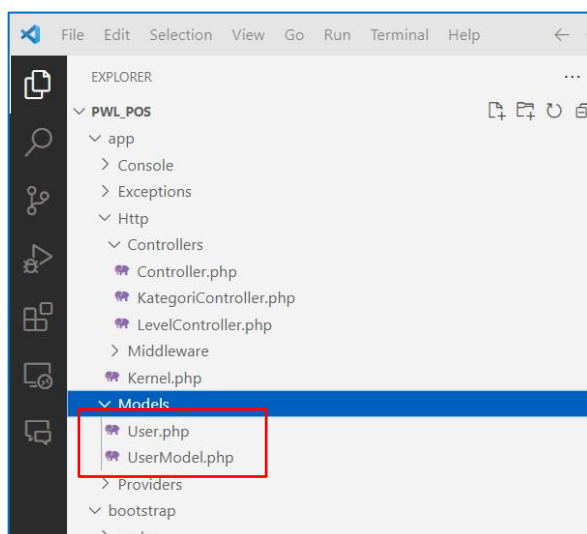 File Edit Selection View Go Run Terminal Help
EXPLORER
PWL_POS
app
Console
Exceptions
Http
Controllers
Controller.php
KategoriController.php
LevelController.php
Middleware
Kernel.php
Models
User.php
UserModel.php
Providers
bootstrap